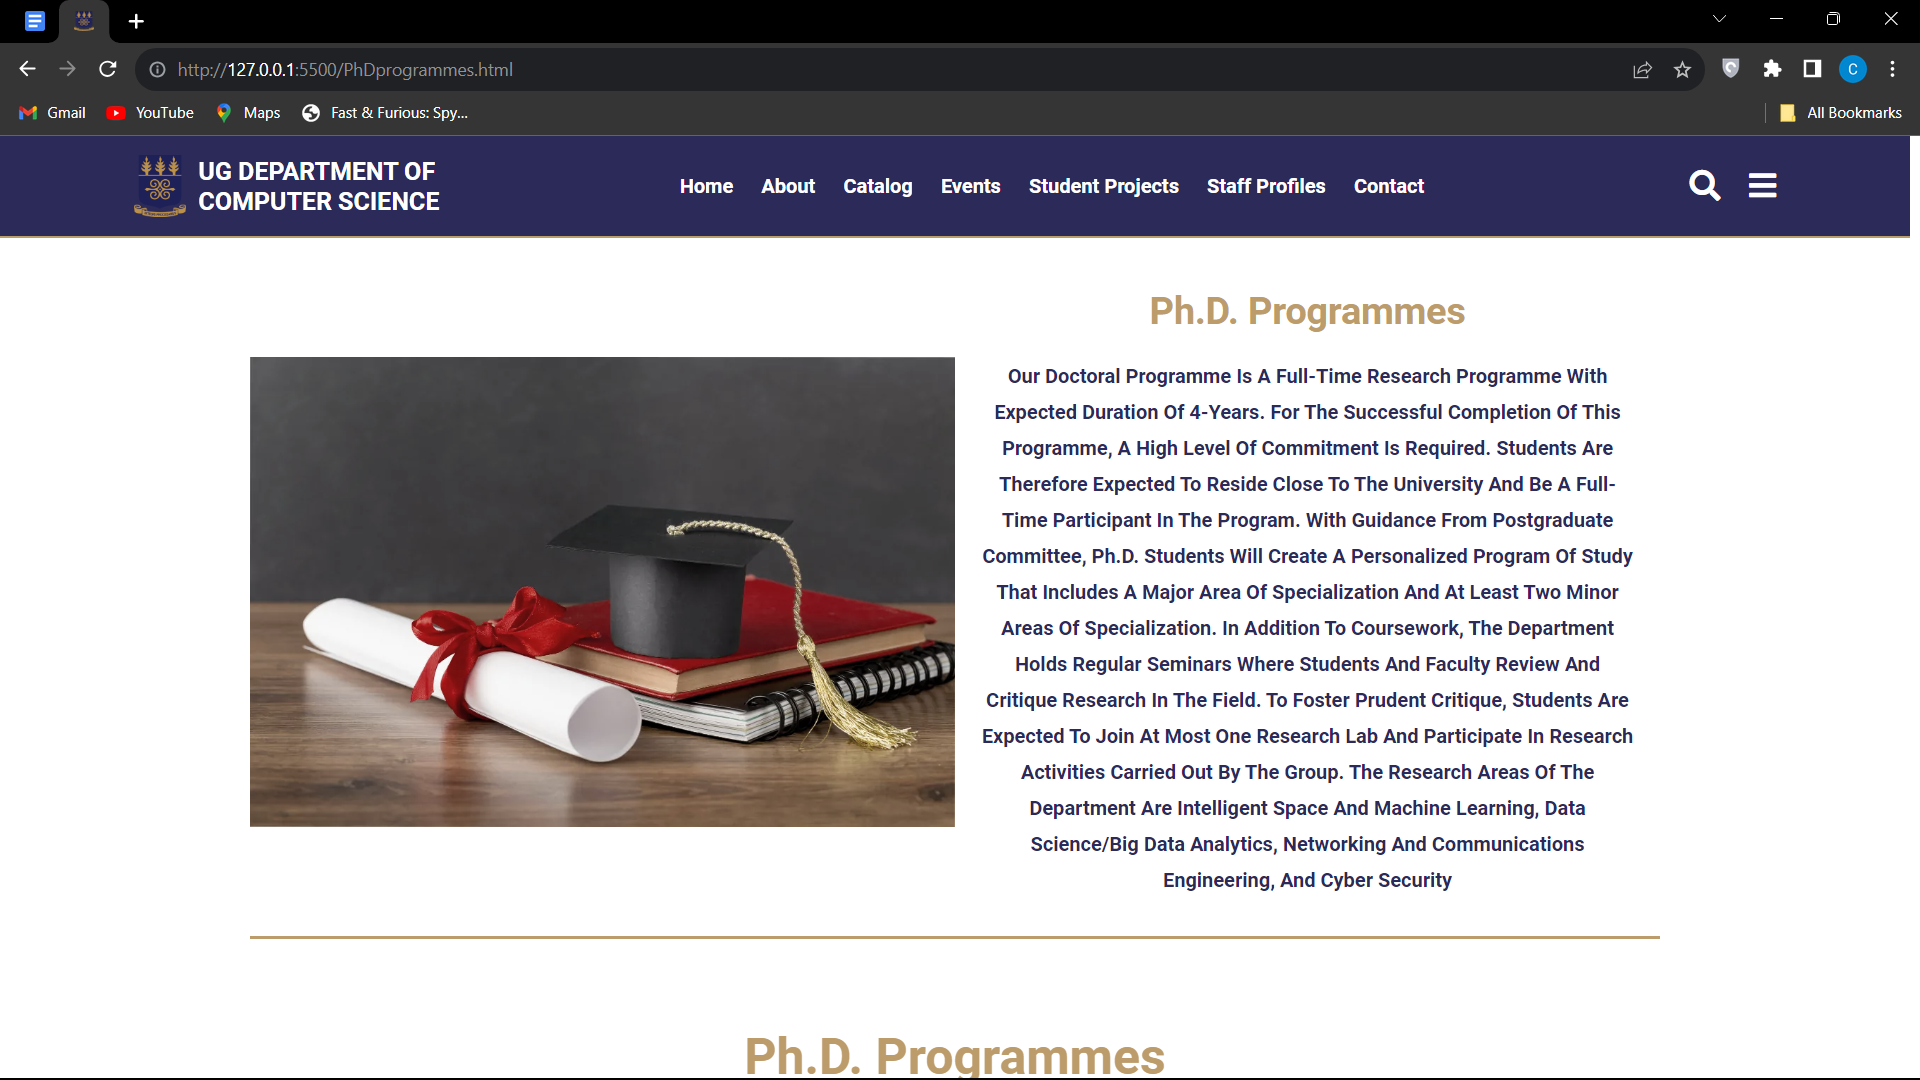 http://127.0.0.1:5500/PhDprogrammes.html
C
Gmail
YouTube
Maps
Fast & Furious: Spy...
All Bookmarks
UG DEPARTMENT OF
COMPUTER SCIENCE
Home
About
Catalog
Events
Student Projects
Staff Profiles
Contact
Ph.D. Programmes
Our Doctoral Programme Is A Full-Time Research Programme With
Expected Duration Of 4-Years. For The Successful Completion Of This
Programme, A High Level Of Commitment Is Required. Students Are
Therefore Expected To Reside Close To The University And Be A Full-
Time Participant In The Program. With Guidance From Postgraduate
Committee, Ph.D. Students Will Create A Personalized Program Of Study
That Includes A Major Area Of Specialization And At Least Two Minor
Areas Of Specialization. In Addition To Coursework, The Department
Holds Regular Seminars Where Students And Faculty Review And
Critique Research In The Field. To Foster Prudent Critique, Students Are
Expected To Join At Most One Research Lab And Participate In Research
Activities Carried Out By The Group. The Research Areas Of The
Department Are Intelligent Space And Machine Learning, Data
Science/Big Data Analytics, Networking And Communications
Engineering, And Cyber Security
Ph.D. Programmes